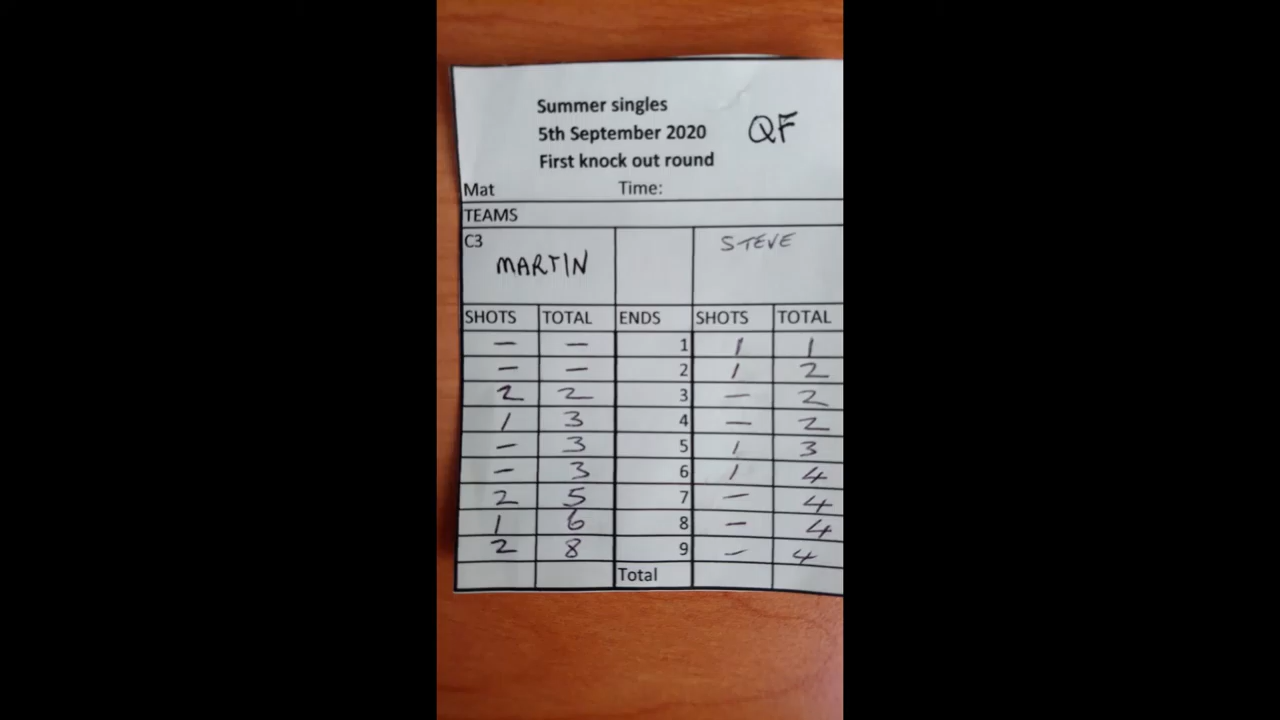 Summer singles
5th September 2020 QF
First knock out round
Mat Time:
TEAMS
C3 MARTIN STEVE
SHOTS TOTAL ENDS SHOTS TOTAL
— — 1 1 1
— — 2 1 2
2 2 3 — 2
1 3 4 — 2
— 3 5 1 3
— 3 6 1 4
2 5 7 — 4
1 6 8 — 4
2 8 9 — 4
Total